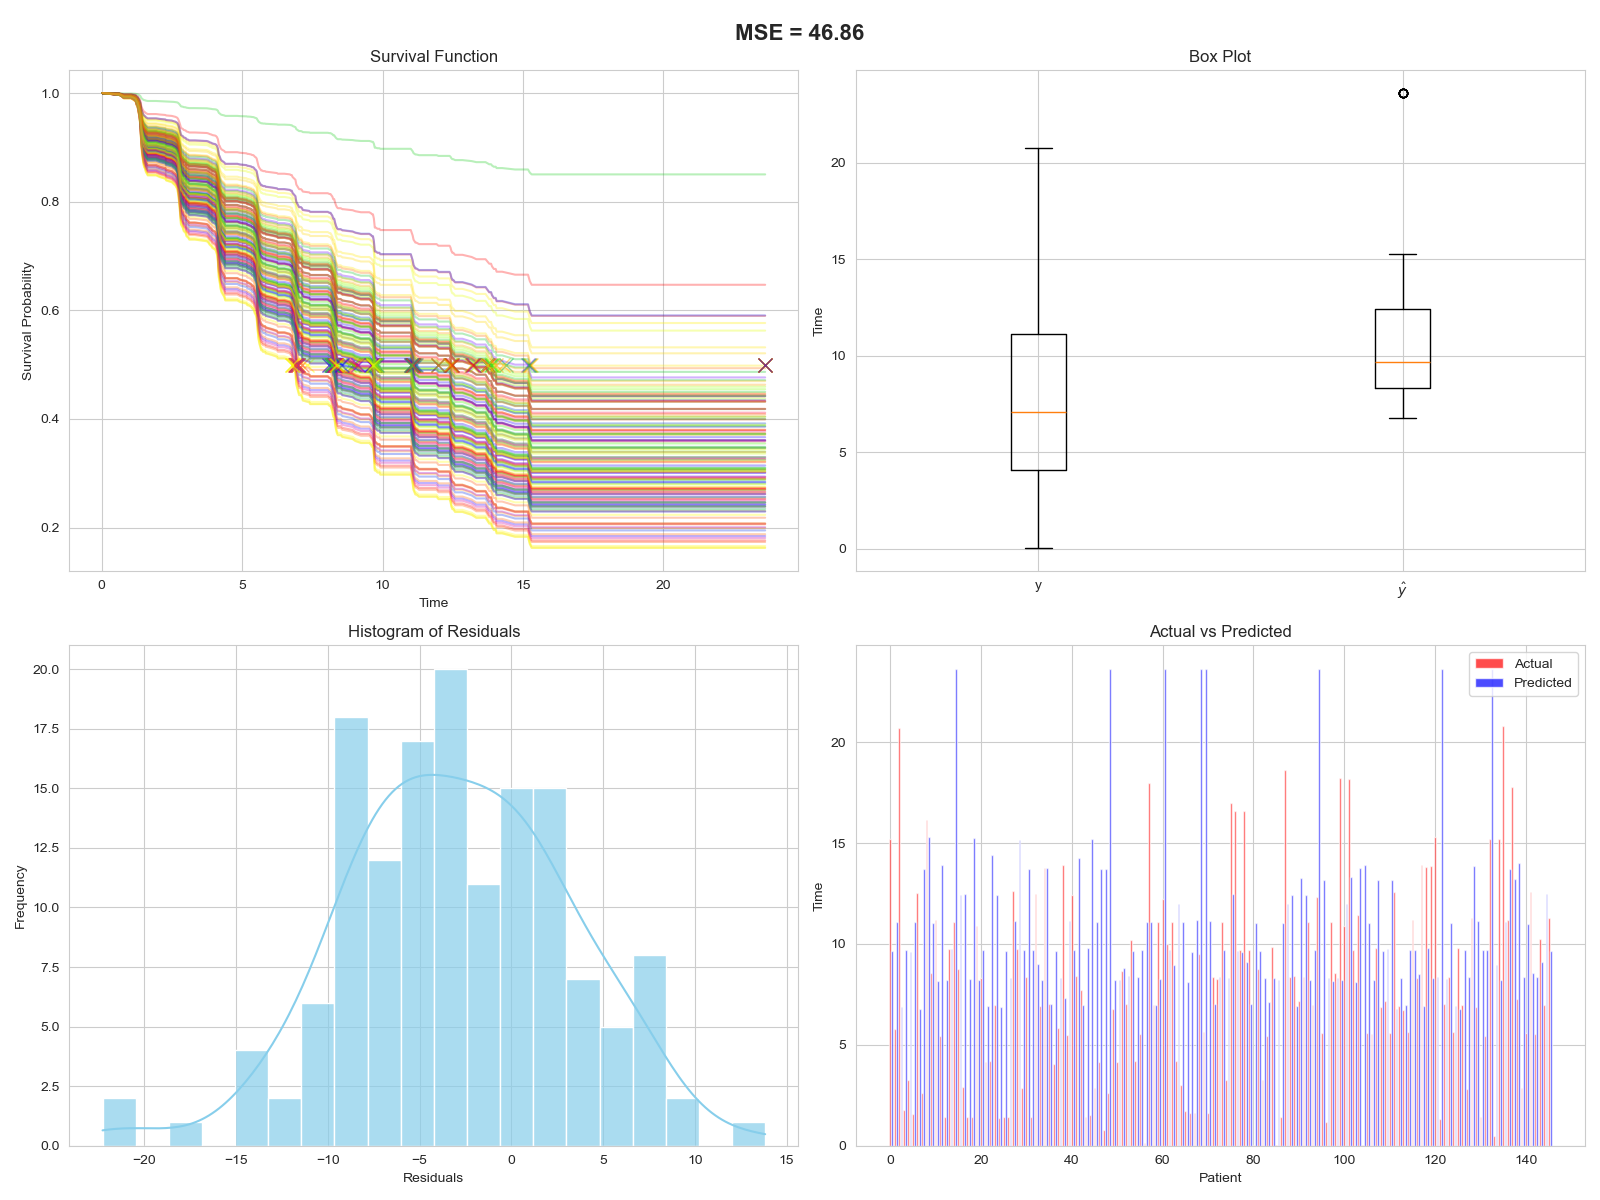 MSE = 46.86
Survival Function
Survival Probability
1.0
0.8
0.6
0.4
0.2
0
5
10
15
20
Time
Box Plot
Time
20
15
10
5
0
y
ŷ
Histogram of Residuals
Frequency
20.0
17.5
15.0
12.5
10.0
7.5
5.0
2.5
0.0
−20
−15
−10
−5
0
5
10
15
Residuals
Actual vs Predicted
Actual
Predicted
Time
20
15
10
5
0
0
20
40
60
80
100
120
140
Patient